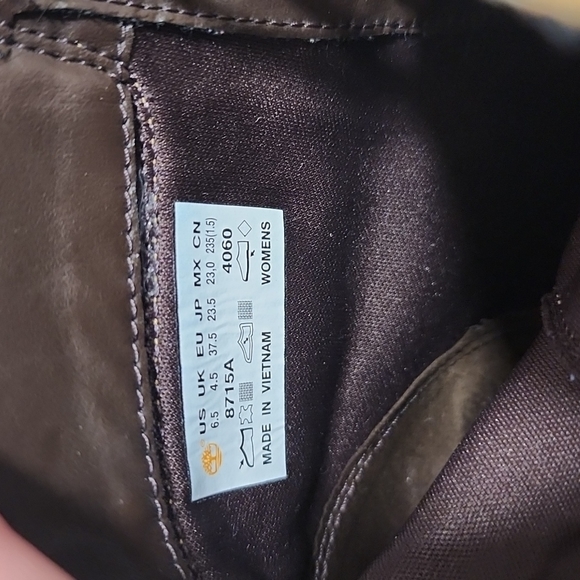 US UK EU JP MX CN
6.5 4.5 37.5 23.5 23.0 235(1.5)
8715A 4060
MADE IN VIETNAM WOMENS